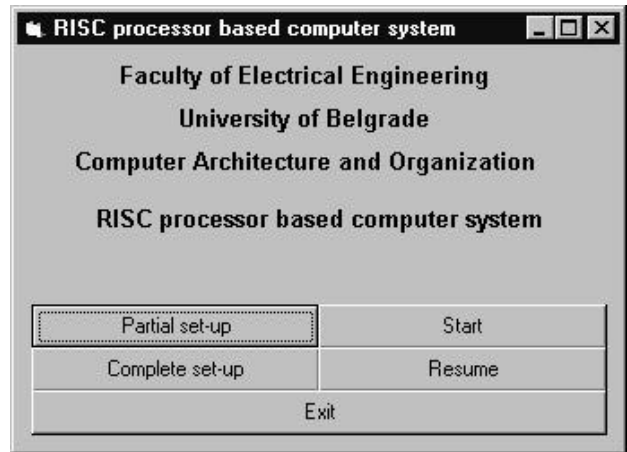 RISC processor based computer system
Faculty of Electrical Engineering
University of Belgrade
Computer Architecture and Organization
RISC processor based computer system
Partial set-up Start
Complete set-up Resume
Exit